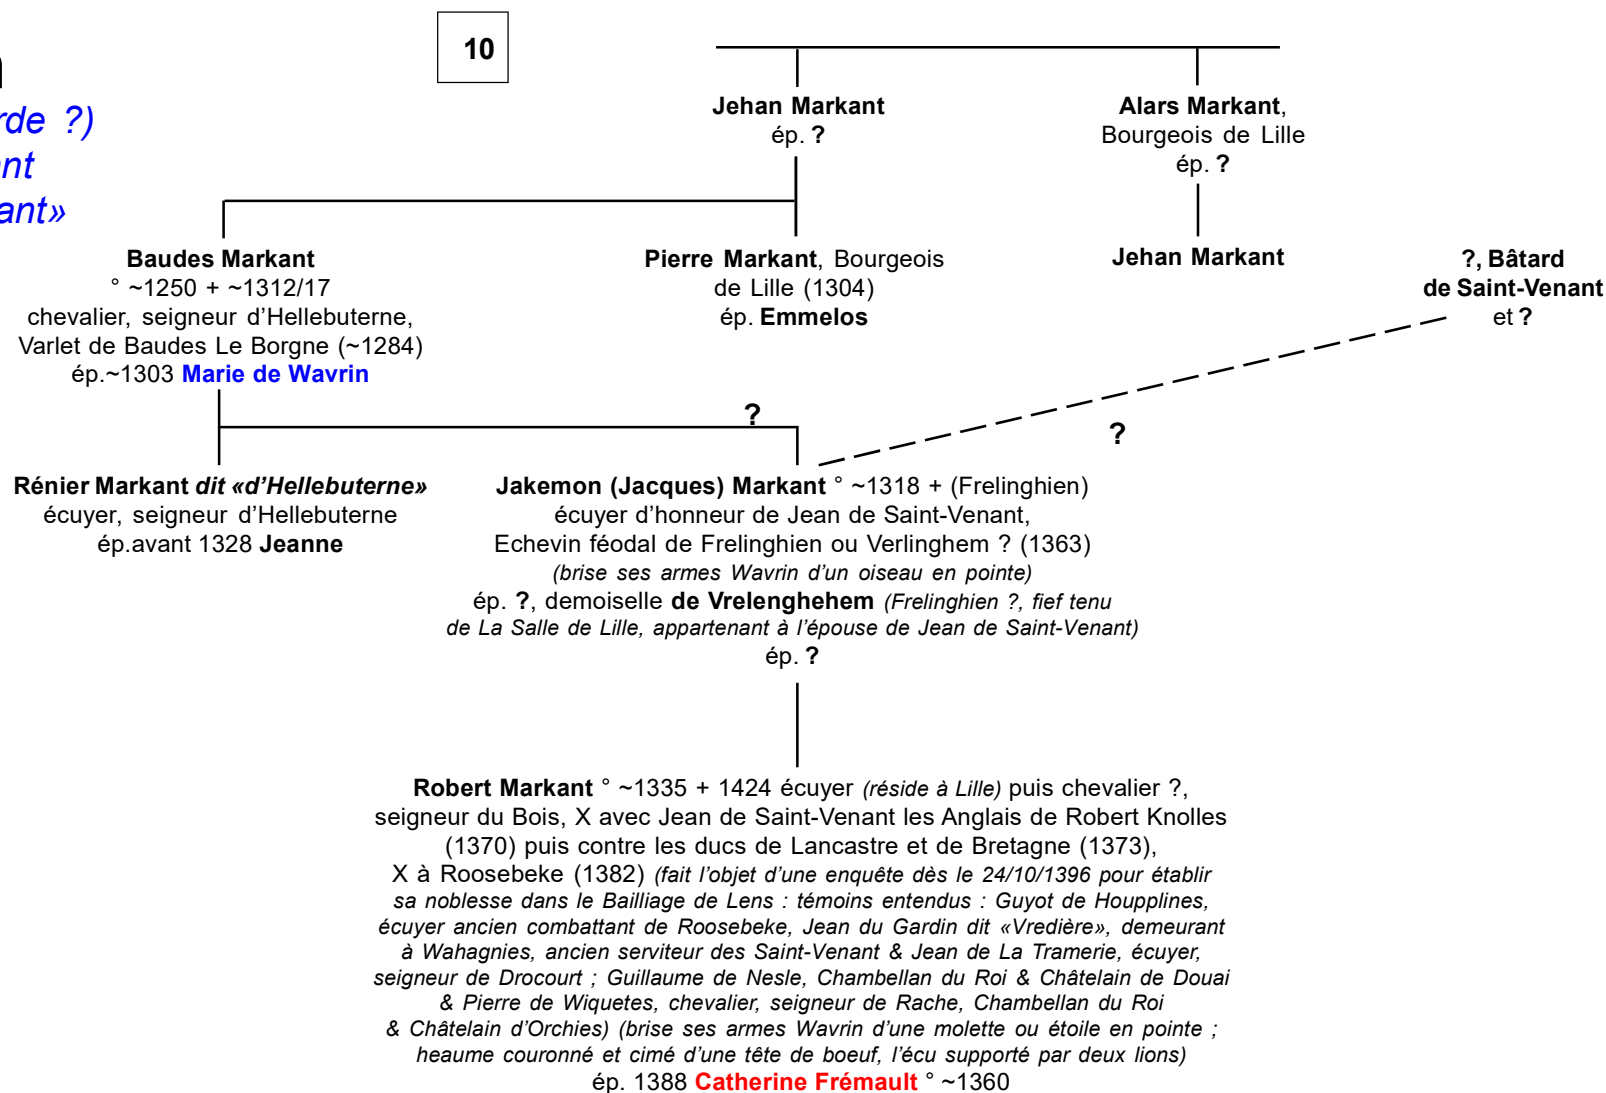 10
rde ?)
nt
ant»
Jehan Markant
ép. ?
Alars Markant,
Bourgeois de Lille
ép. ?
Baudes Markant
° ~1250 + ~1312/17
chevalier, seigneur d'Hellebuterne,
Varlet de Baudes Le Borgne (~1284)
ép.~1303 Marie de Wavrin
Pierre Markant, Bourgeois
de Lille (1304)
ép. Emmelos
Jehan Markant
?, Bâtard
de Saint-Venant
et ?
?
?
Rénier Markant dit «d'Hellebuterne»
écuyer, seigneur d'Hellebuterne
ép.avant 1328 Jeanne
Jakemon (Jacques) Markant ° ~1318 + (Frelinghien)
écuyer d'honneur de Jean de Saint-Venant,
Echevin féodal de Frelinghien ou Verlinghem ? (1363)
(brise ses armes Wavrin d'un oiseau en pointe)
ép. ?, demoiselle de Vrelenghehem (Frelinghien ?, fief tenu
de La Salle de Lille, appartenant à l'épouse de Jean de Saint-Venant)
ép. ?
Robert Markant ° ~1335 + 1424 écuyer (réside à Lille) puis chevalier ?,
seigneur du Bois, X avec Jean de Saint-Venant les Anglais de Robert Knolles
(1370) puis contre les ducs de Lancastre et de Bretagne (1373),
X à Roosebeke (1382) (fait l'objet d'une enquête dès le 24/10/1396 pour établir
sa noblesse dans le Bailliage de Lens : témoins entendus : Guyot de Houpplines,
écuyer ancien combattant de Roosebeke, Jean du Gardin dit «Vredière», demeurant
à Wahagnies, ancien serviteur des Saint-Venant & Jean de La Tramerie, écuyer,
seigneur de Drocourt ; Guillaume de Nesle, Chambellan du Roi & Châtelain de Douai
& Pierre de Wiquetes, chevalier, seigneur de Rache, Chambellan du Roi
& Châtelain d'Orchies) (brise ses armes Wavrin d'une molette ou étoile en pointe ;
heaume couronné et cimé d'une tête de boeuf, l'écu supporté par deux lions)
ép. 1388 Catherine Frémault ° ~1360